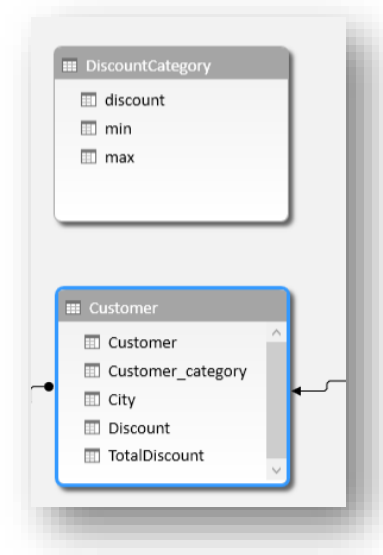 DiscountCategory
discount
min
max
Customer
Customer
Customer_category
City
Discount
TotalDiscount